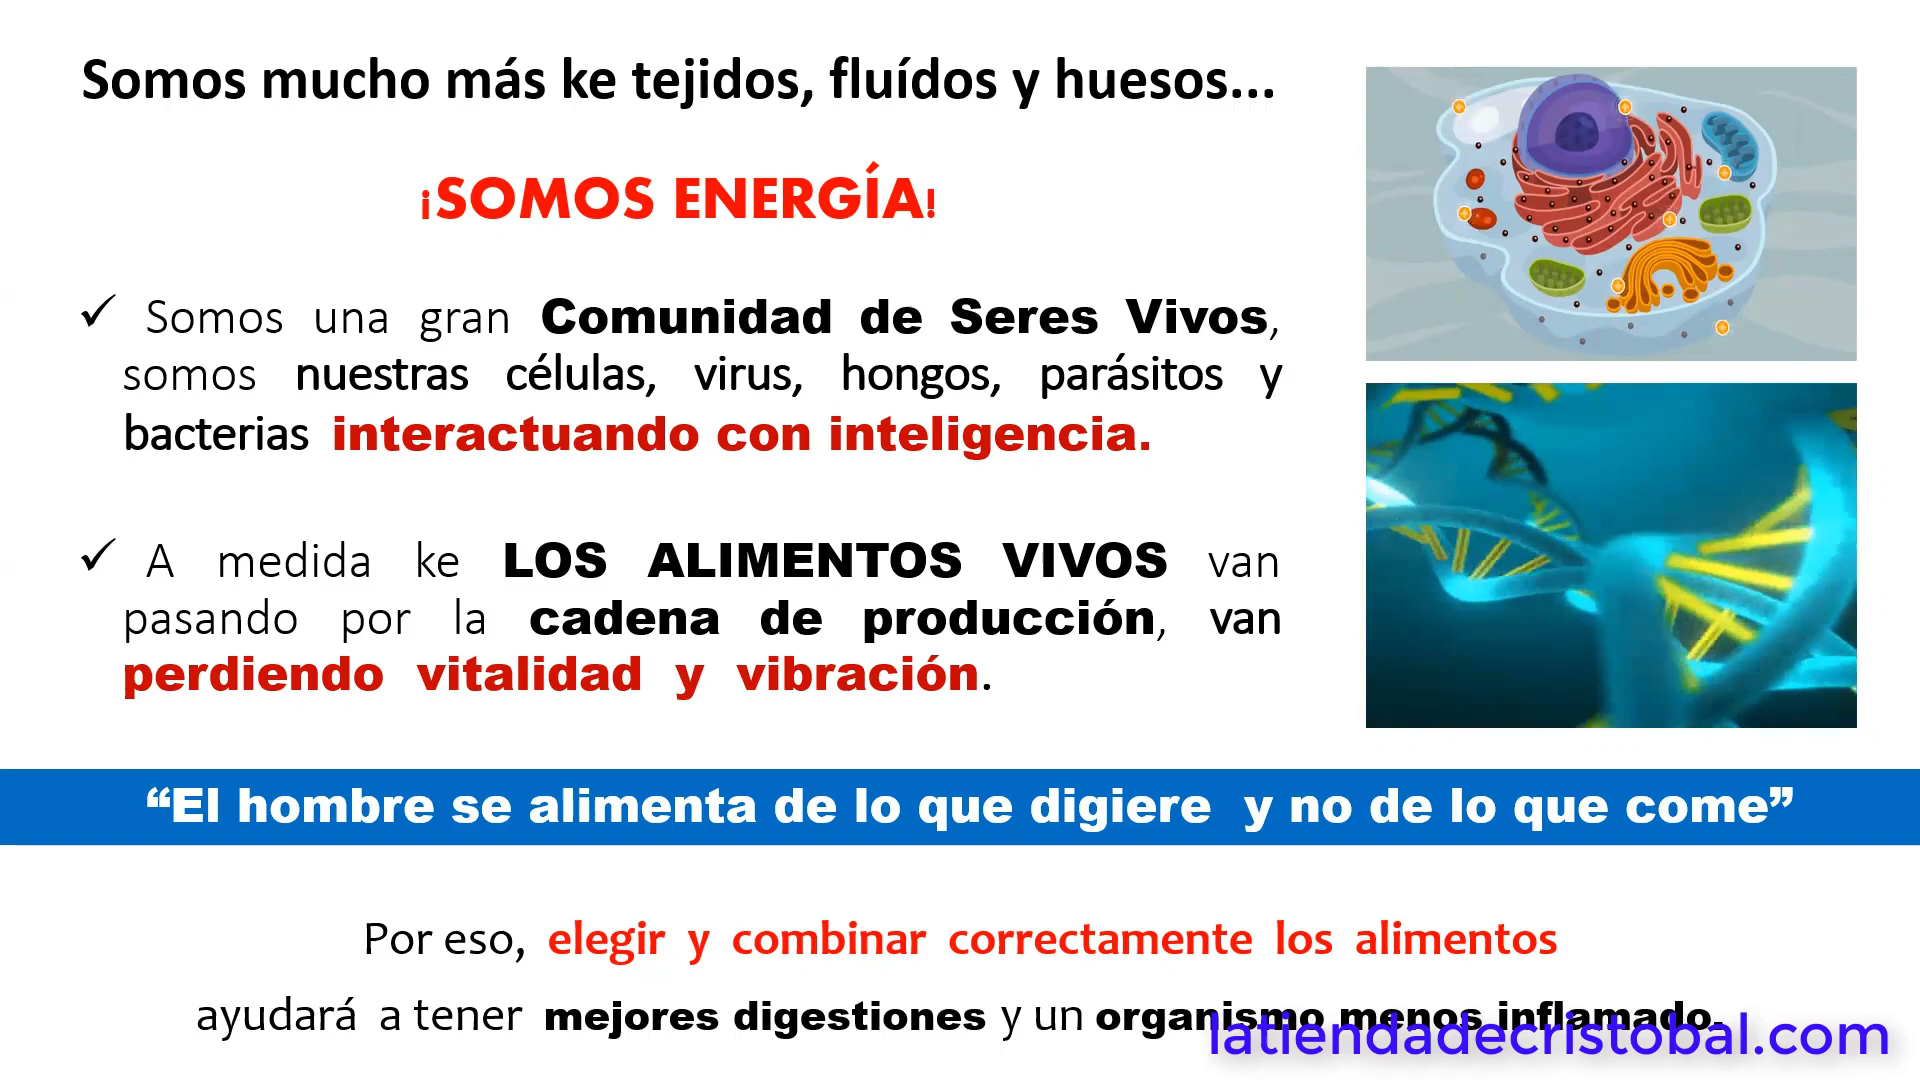 Somos mucho más ke tejidos, fluídos y huesos...
¡SOMOS ENERGÍA!
✓ Somos una gran Comunidad de Seres Vivos,
somos nuestras células, virus, hongos, parásitos y
bacterias interactuando con inteligencia.
✓ A medida ke LOS ALIMENTOS VIVOS van
pasando por la cadena de producción, van
perdiendo vitalidad y vibración.
“El hombre se alimenta de lo que digiere y no de lo que come”
Por eso, elegir y combinar correctamente los alimentos
ayudará a tener mejores digestiones y un organismo menos inflamado.
latiendadecristobal.com